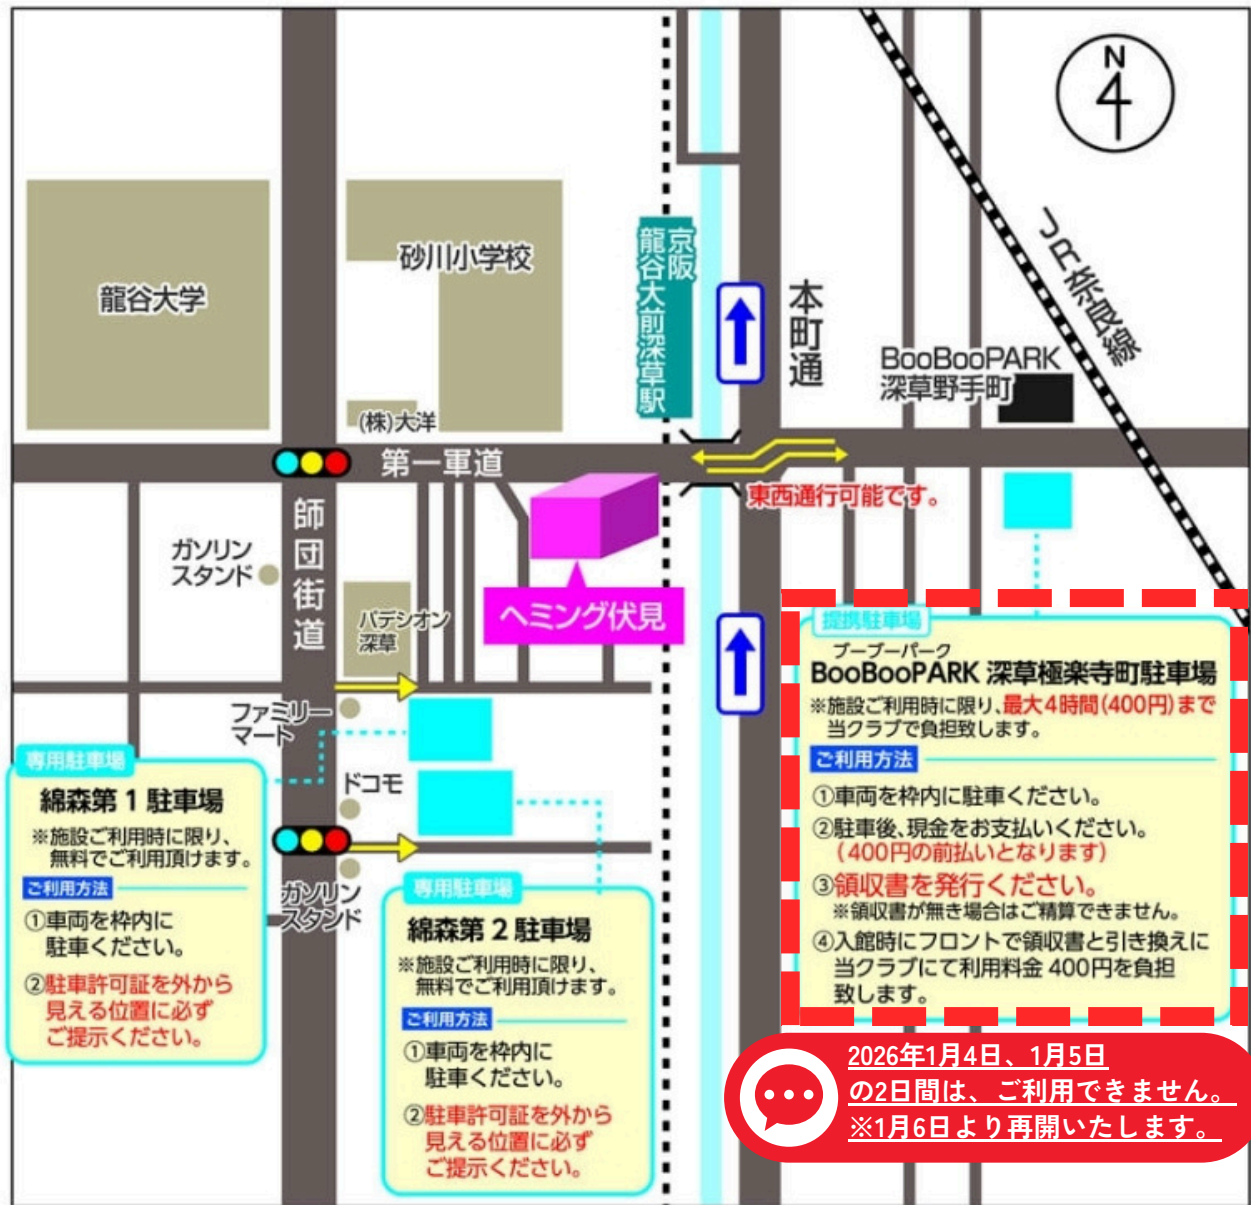 N
龍谷大学
砂川小学校
(株)大洋
京阪
龍谷大前深草駅
本町通
JR奈良線
BooBooPARK
深草野手町
第一軍道
東西通行可能です。
師団街道
ガソリン
スタンド
パデシオン
深草
ヘミング伏見
ファミリー
マート
ドコモ
ガソリン
スタンド
専用駐車場
綿森第1駐車場
※施設ご利用時に限り、
無料でご利用頂けます。
ご利用方法
①車両を枠内に
駐車ください。
②駐車許可証を外から
見える位置に必ず
ご提示ください。
専用駐車場
綿森第2駐車場
※施設ご利用時に限り、
無料でご利用頂けます。
ご利用方法
①車両を枠内に
駐車ください。
②駐車許可証を外から
見える位置に必ず
ご提示ください。
提携駐車場
ブーブーパーク
BooBooPARK 深草極楽寺町駐車場
※施設ご利用時に限り、最大4時間(400円)まで
当クラブで負担致します。
ご利用方法
①車両を枠内に駐車ください。
②駐車後、現金をお支払いください。
(400円の前払いとなります)
③領収書を発行ください。
※領収書が無き場合はご精算できません。
④入館時にフロントで領収書と引き換えに
当クラブにて利用料金 400円を負担
致します。
2026年1月4日、1月5日
の2日間は、ご利用できません。
※1月6日より再開いたします。